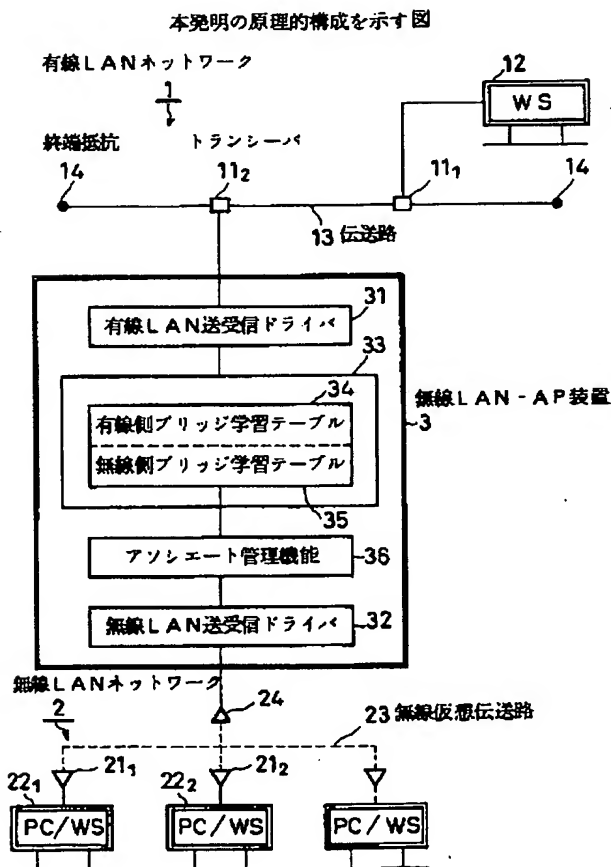 本発明の原理的構成を示す図
有線LANネットワーク
1
12
WS
終端抵抗
トランシーバ
14
11₂
11₁
14
13 伝送路
31
有線LAN送受信ドライバ
33
34
有線側ブリッジ学習テーブル
無線側ブリッジ学習テーブル
35
無線LAN-AP装置
3
アソシエート管理機能
36
無線LAN送受信ドライバ
32
無線LANネットワーク
2
24
23 無線仮想伝送路
21₁
21₂
22₁
22₂
PC/WS
PC/WS
PC/WS